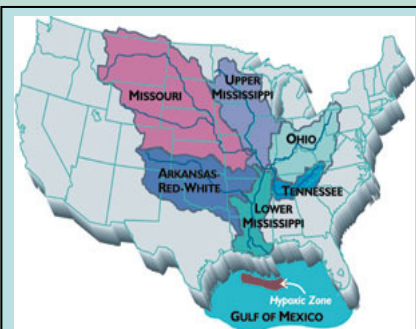 MISSOURI
UPPER
MISSISSIPPI
OHIO
ARKANSAS-
RED-WHITE
TENNESSEE
LOWER
MISSISSIPPI
Hypoxic Zone
GULF OF MEXICO